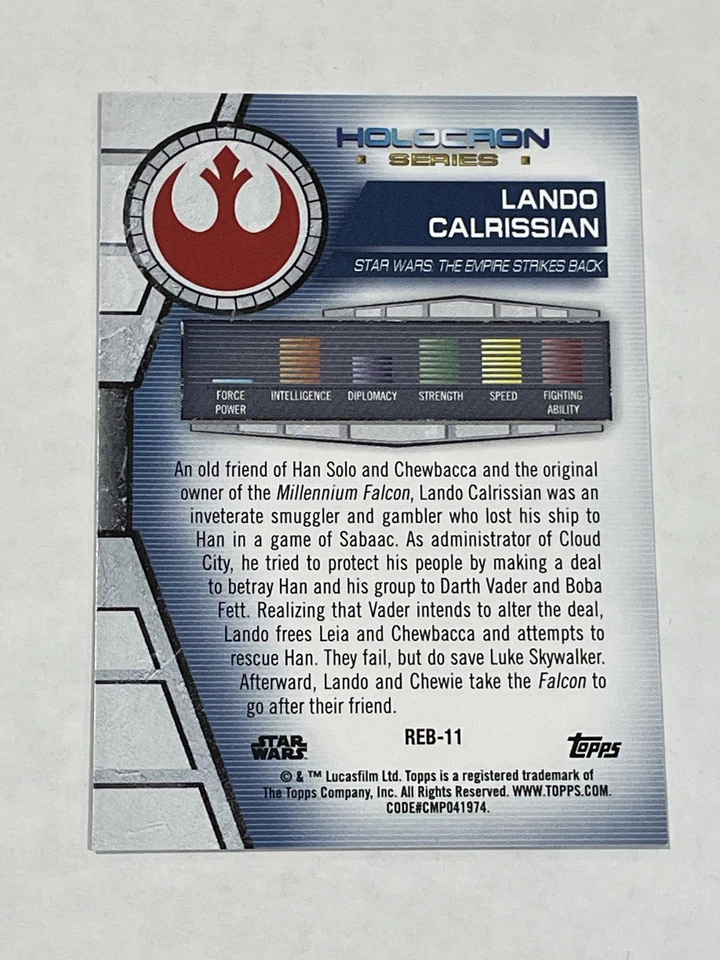 HOLOCRON
SERIES
LANDO
CALRISSIAN
STAR WARS: THE EMPIRE STRIKES BACK
FORCE POWER
INTELLIGENCE
DIPLOMACY
STRENGTH
SPEED
FIGHTING ABILITY
An old friend of Han Solo and Chewbacca and the original
owner of the Millennium Falcon, Lando Calrissian was an
inveterate smuggler and gambler who lost his ship to
Han in a game of Sabaac. As administrator of Cloud
City, he tried to protect his people by making a deal
to betray Han and his group to Darth Vader and Boba
Fett. Realizing that Vader intends to alter the deal,
Lando frees Leia and Chewbacca and attempts to
rescue Han. They fail, but do save Luke Skywalker.
Afterward, Lando and Chewie take the Falcon to
go after their friend.
STAR
WARS
REB-11
topps
© & ™ Lucasfilm Ltd. Topps is a registered trademark of
The Topps Company, Inc. All Rights Reserved. WWW.TOPPS.COM.
CODE#CMP041974.